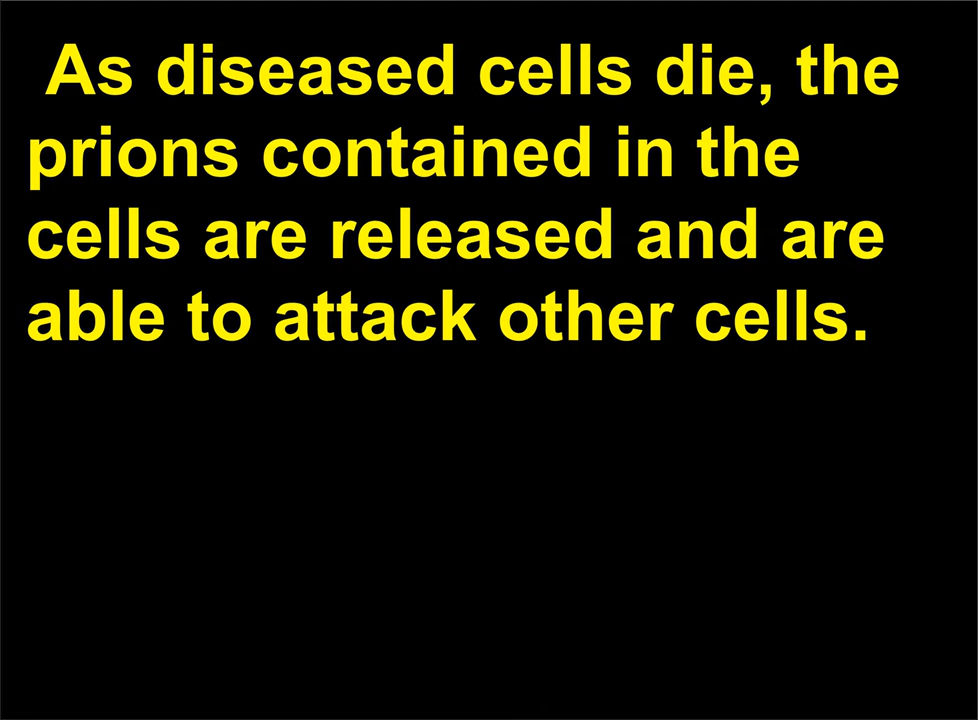 As diseased cells die, the
prions contained in the
cells are released and are
able to attack other cells.